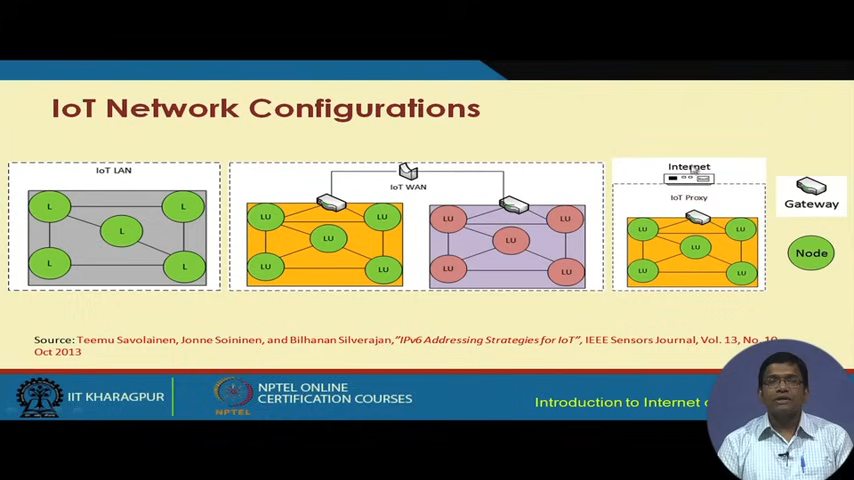 IoT Network Configurations
IoT LAN
L
L
L
L
L
IoT WAN
LU
LU
LU
LU
LU
LU
LU
LU
LU
LU
Internet
IoT Proxy
LU
LU
LU
LU
LU
Gateway
Node
Source: Teemu Savolainen, Jonne Soininen, and Bilhanan Silverajan,"IPv6 Addressing Strategies for IoT", IEEE Sensors Journal, Vol. 13, No. 10
Oct 2013
IIT KHARAGPUR
NPTEL
NPTEL ONLINE
CERTIFICATION COURSES
Introduction to Internet